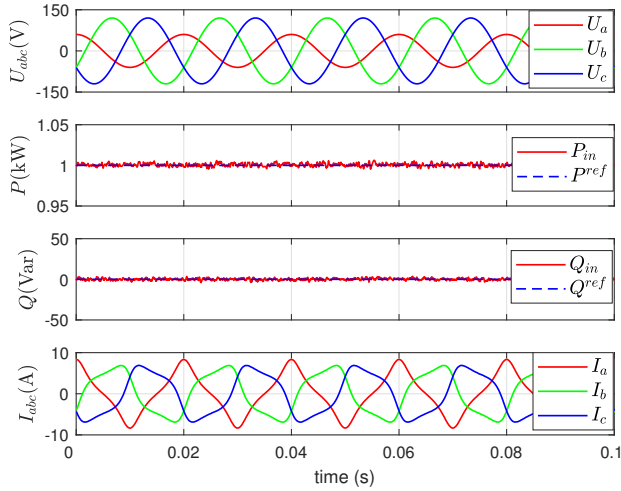 150
0
-150
U_abc(V)
U_a
U_b
U_c
1.05
1
0.95
P(kW)
P_in
P^ref
50
0
-50
Q(Var)
Q_in
Q^ref
10
0
-10
I_abc(A)
I_a
I_b
I_c
0 0.02 0.04 0.06 0.08 0.1
time (s)